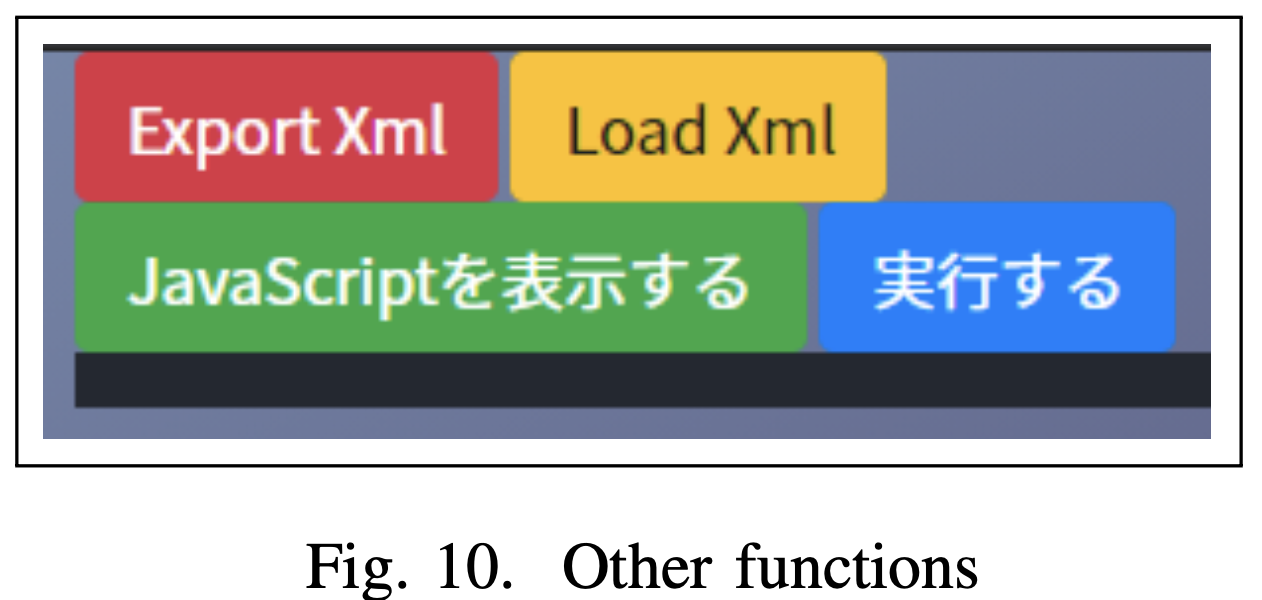 Export Xml Load Xml
JavaScriptを表示する 実行する
Fig. 10. Other functions